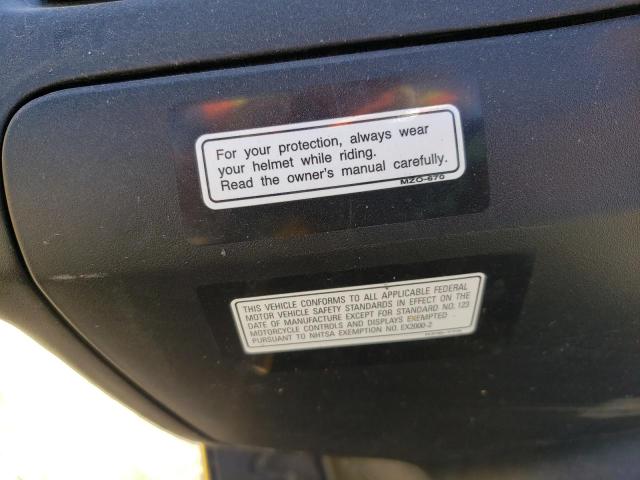 For your protection, always wear
your helmet while riding.
Read the owner's manual carefully.
MZO-670
THIS VEHICLE CONFORMS TO ALL APPLICABLE FEDERAL
MOTOR VEHICLE SAFETY STANDARDS IN EFFECT ON THE
DATE OF MANUFACTURE EXCEPT FOR STANDARD NO. 123
MOTORCYCLE CONTROLS AND DISPLAYS EXEMPTED
PURSUANT TO NHTSA EXEMPTION NO. EX2000-2